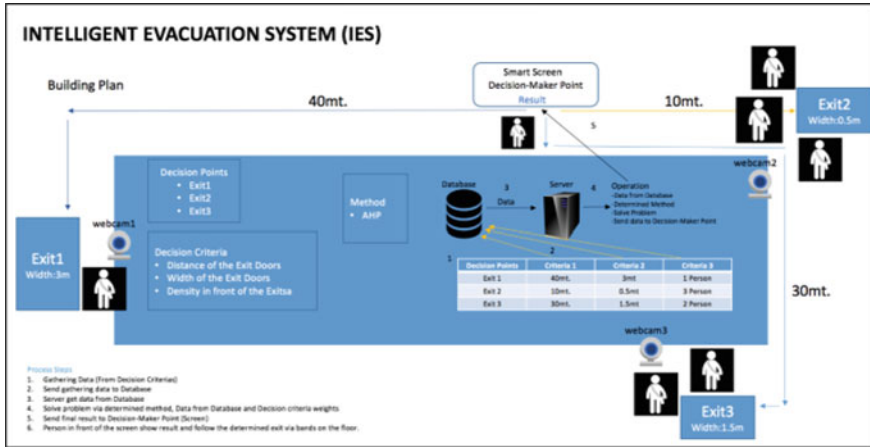 INTELLIGENT EVACUATION SYSTEM (IES)
Building Plan
Smart Screen
Decision-Maker Point
Result
40mt.
10mt.
Exit2
Width:0.5m
5
webcam2
Decision Points
• Exit1
• Exit2
• Exit3
Method
• AHP
Database
3
Data
Server
4
Operation
-Data from Database
-Determined Method
-Solve Problem
-Send data to Decision-Maker Point
webcam1
Exit1
Width:3m
Decision Criteria
• Distance of the Exit Doors
• Width of the Exit Doors
• Density in front of the Exitsa
1
2
Decision Points Criteria 1 Criteria 2 Criteria 3
Exit 1 40mt. 3mt 1 Person
Exit 2 10mt. 0.5mt 3 Person
Exit 3 30mt. 1.5mt 2 Person
30mt.
webcam3
Exit3
Width:1.5m
Process Steps
1. Gathering Data (From Decision Criterias)
2. Send gathering data to Database
3. Server get data from Database
4. Solve problem via determined method, Data from Database and Decision criteria weights
5. Send final result to Decision-Maker Point (Screen)
6. Person in front of the screen show result and follow the determined exit via bands on the floor.